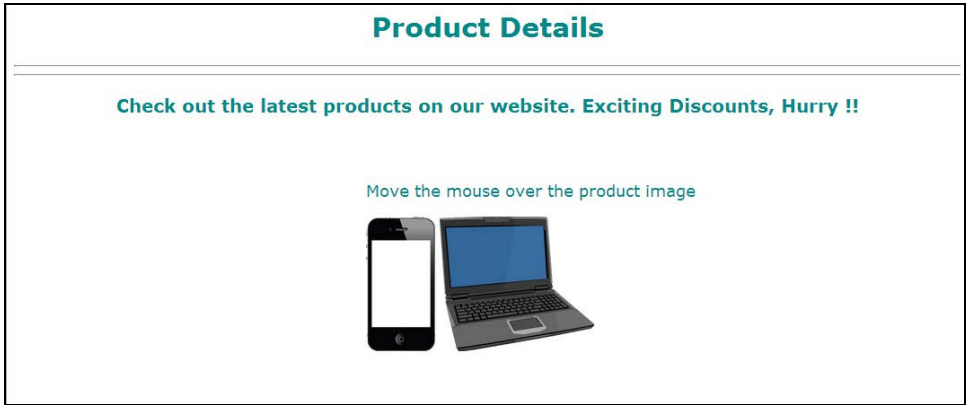 Product Details
Check out the latest products on our website. Exciting Discounts, Hurry !!
Move the mouse over the product image